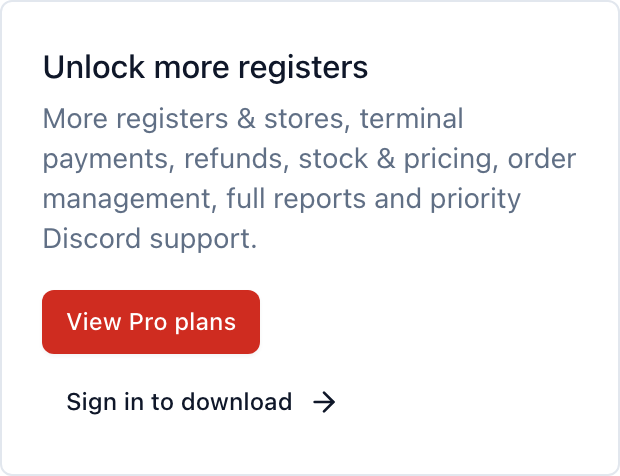 Unlock more registers
More registers & stores, terminal
payments, refunds, stock & pricing, order
management, full reports and priority
Discord support.
View Pro plans
Sign in to download →